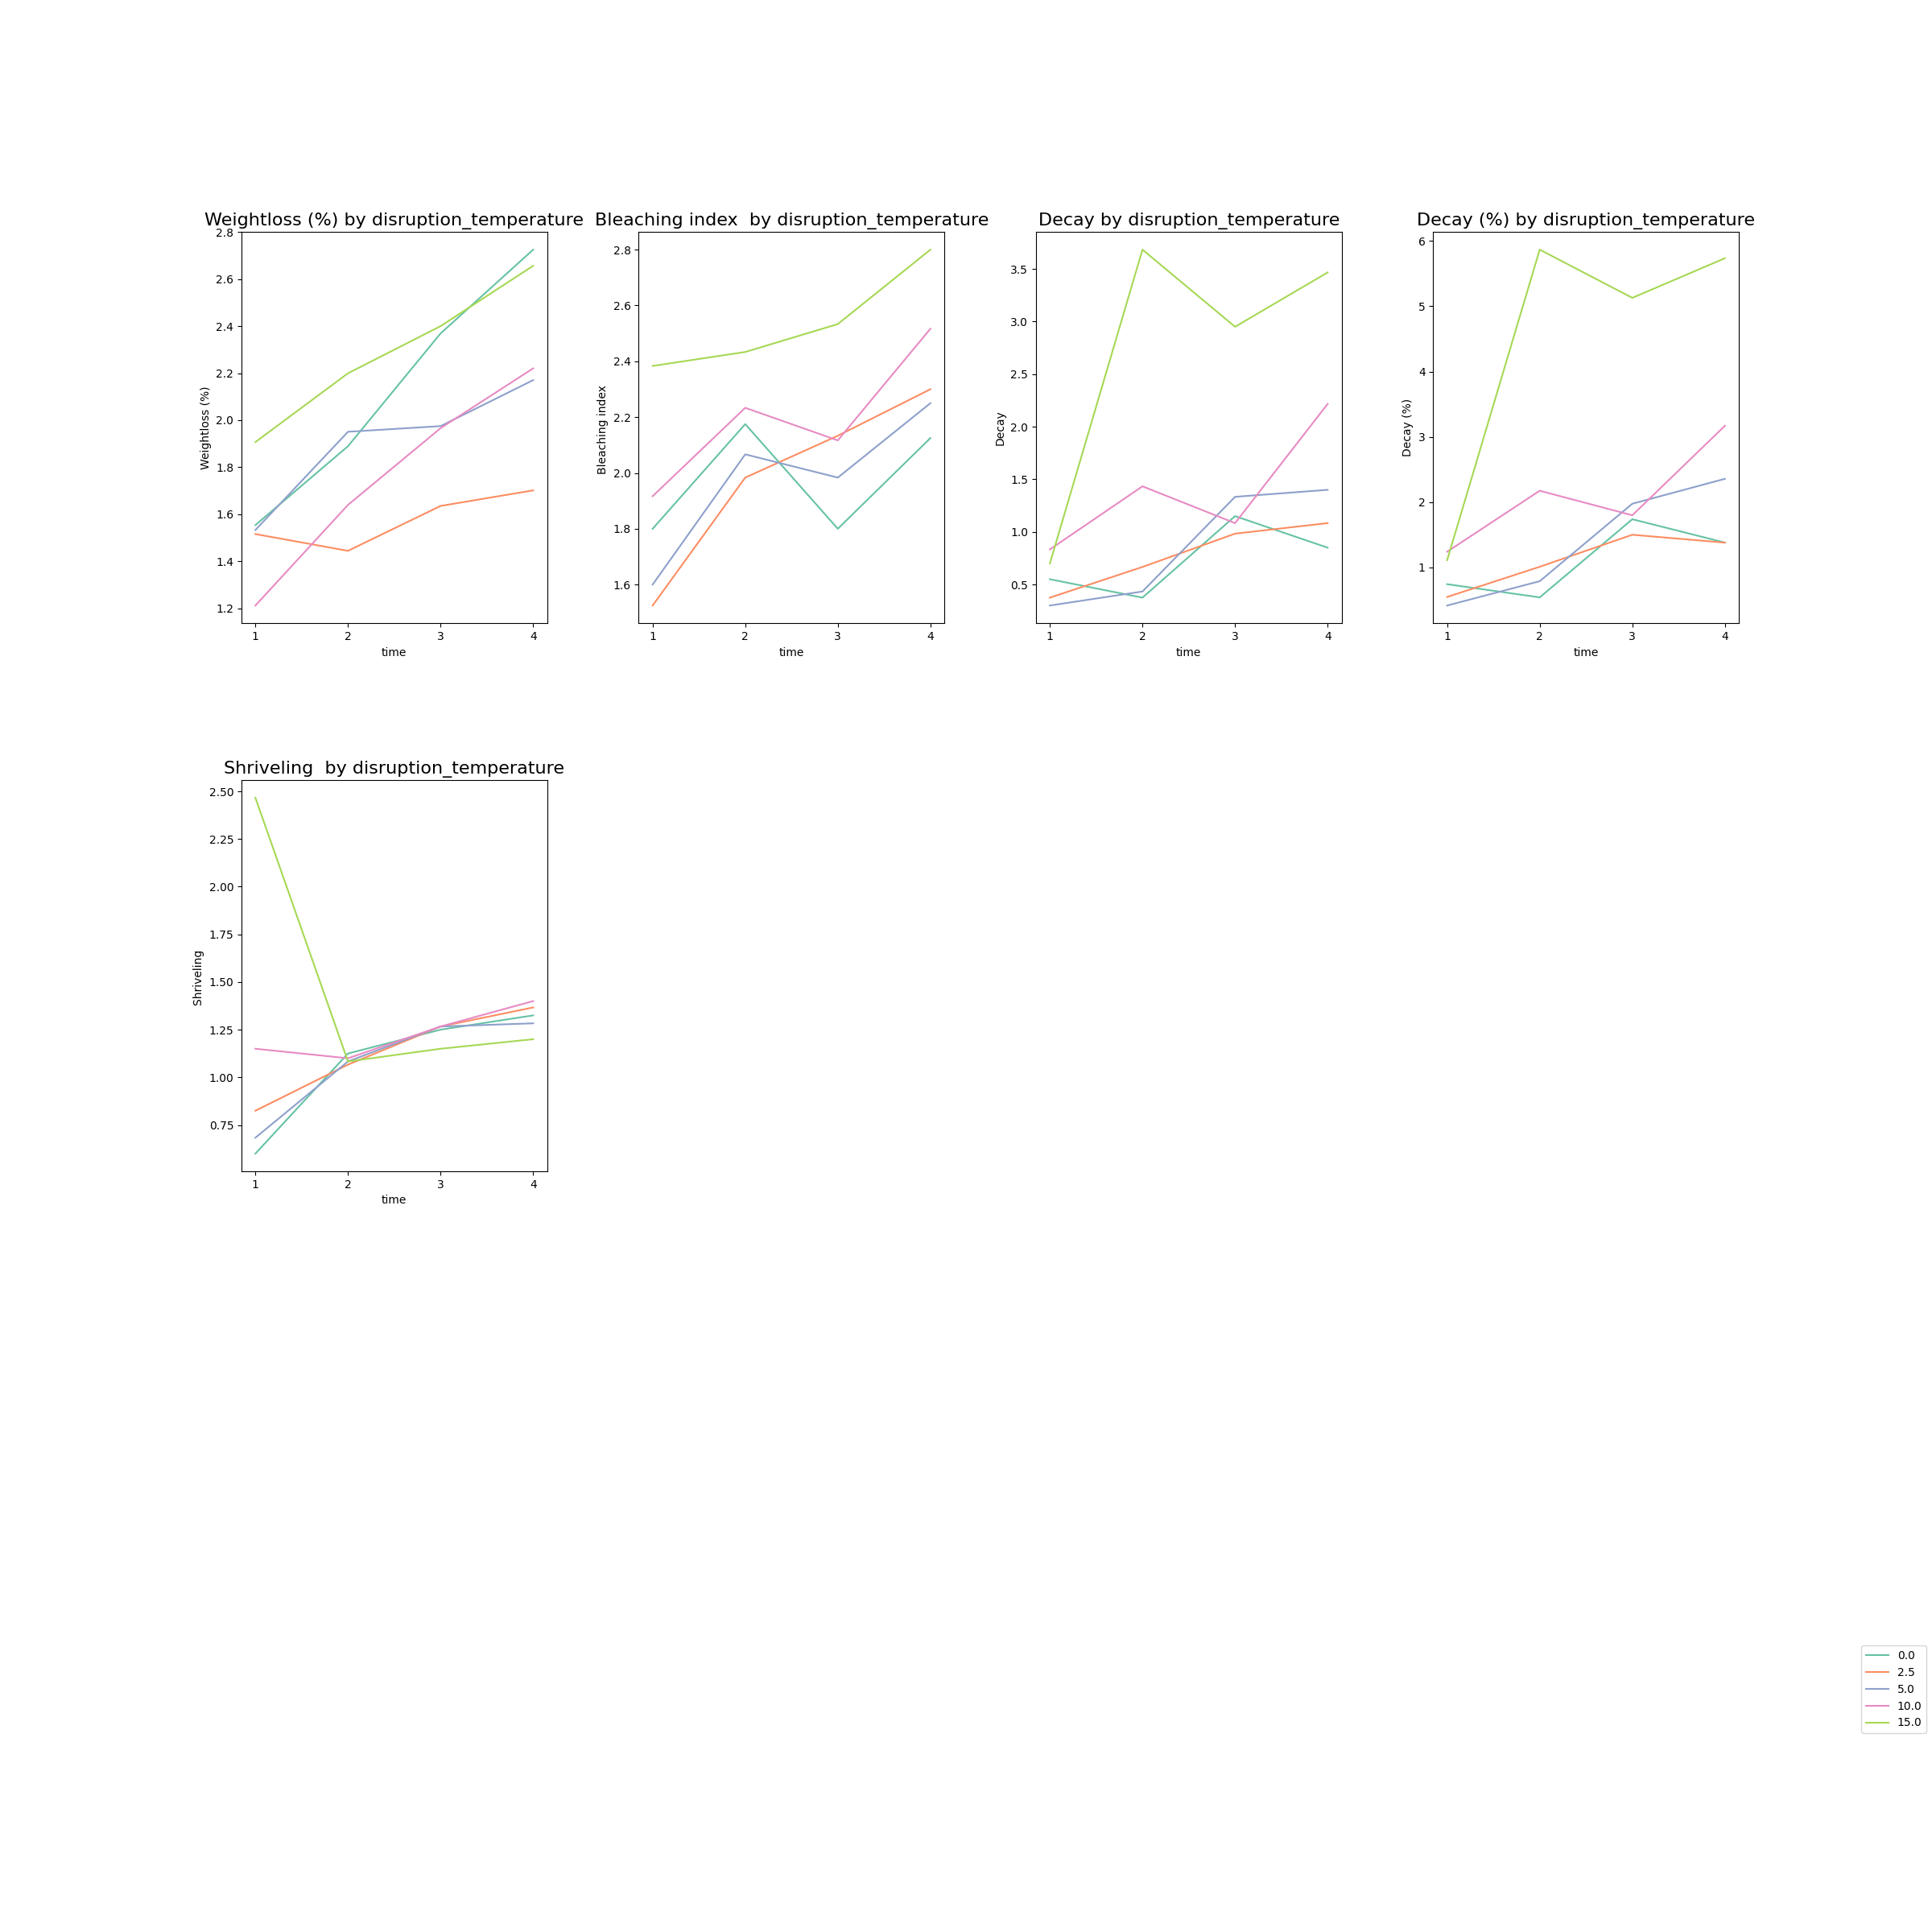 Weightloss (%) by disruption_temperature
Weightloss (%)
2.8
2.6
2.4
2.2
2.0
1.8
1.6
1.4
1.2
1 2 3 4
time
Bleaching index  by disruption_temperature
Bleaching index
2.8
2.6
2.4
2.2
2.0
1.8
1.6
1 2 3 4
time
Decay by disruption_temperature
Decay
3.5
3.0
2.5
2.0
1.5
1.0
0.5
1 2 3 4
time
Decay (%) by disruption_temperature
Decay (%)
6
5
4
3
2
1
1 2 3 4
time
Shriveling  by disruption_temperature
Shriveling
2.50
2.25
2.00
1.75
1.50
1.25
1.00
0.75
1 2 3 4
time
0.0
2.5
5.0
10.0
15.0